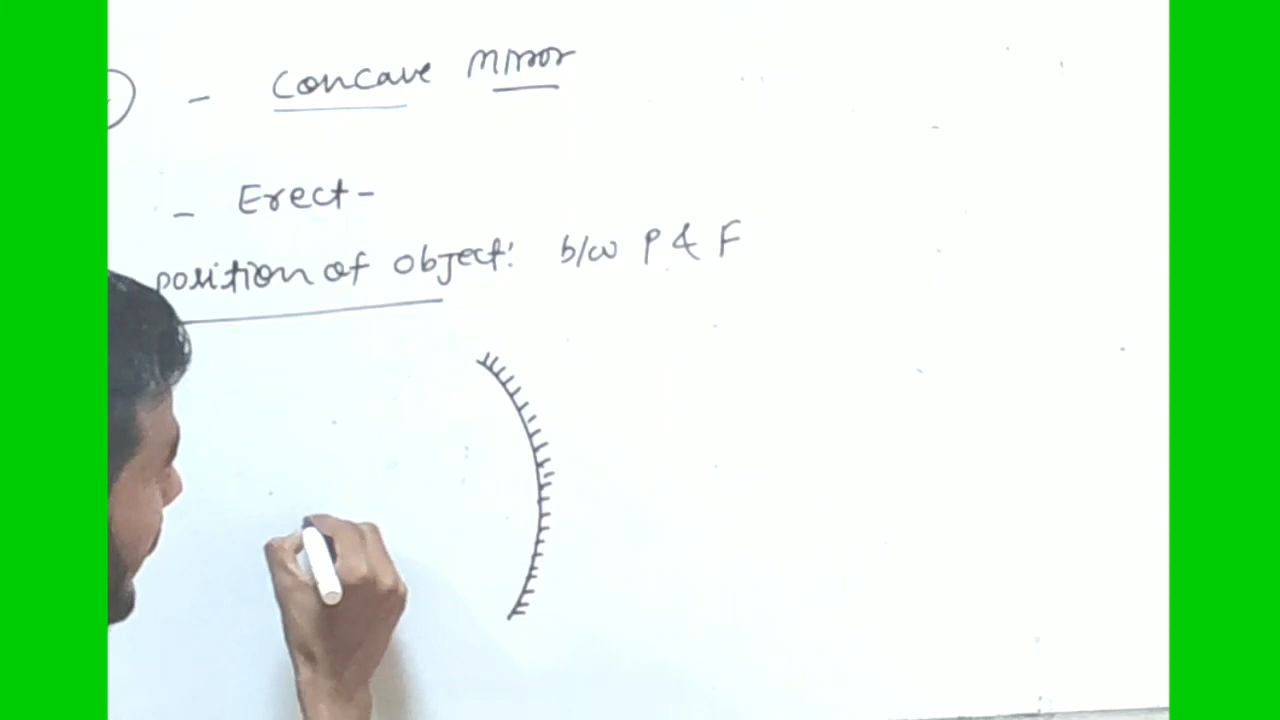 - Concave Mirror
- Erect -
position of object: b/w P & F